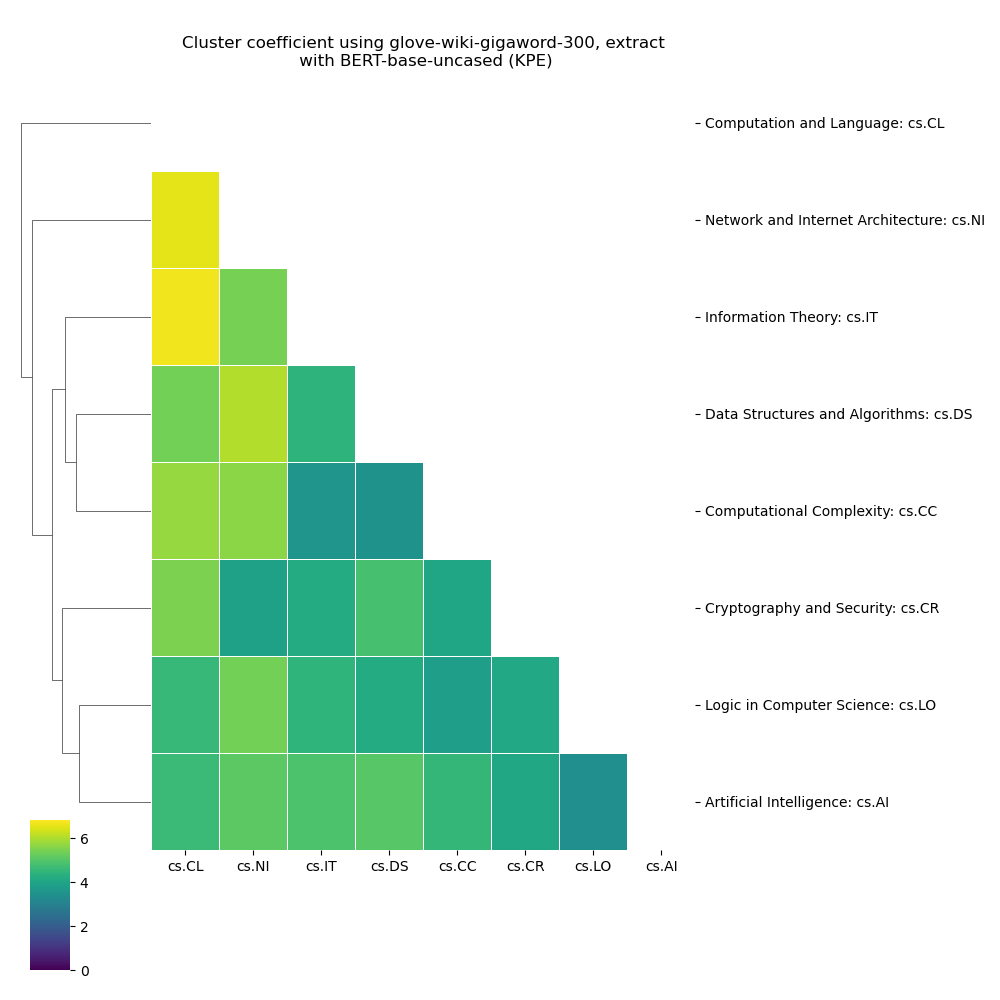 Cluster coefficient using glove-wiki-gigaword-300, extract
with BERT-base-uncased (KPE)
Computation and Language: cs.CL
Network and Internet Architecture: cs.NI
Information Theory: cs.IT
Data Structures and Algorithms: cs.DS
Computational Complexity: cs.CC
Cryptography and Security: cs.CR
Logic in Computer Science: cs.LO
Artificial Intelligence: cs.AI
cs.CL cs.NI cs.IT cs.DS cs.CC cs.CR cs.LO cs.AI
6
4
2
0